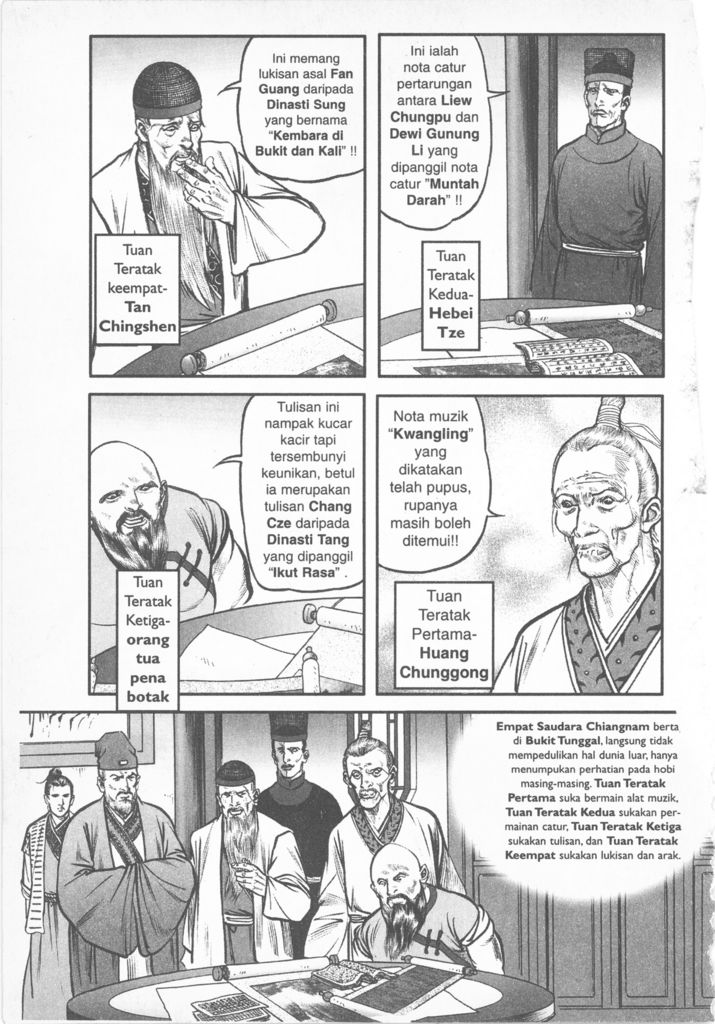 Ini memang
lukisan asal Fan
Guang daripada
Dinasti Sung
yang bernama
"Kembara di
Bukit dan Kali" !!
Tuan
Teratak
keempat-
Tan
Chingshen
Ini ialah
nota catur
pertarungan
antara Liew
Chungpu dan
Dewi Gunung
Li yang
dipanggil nota
catur "Muntah
Darah" !!
Tuan
Teratak
Kedua-
Hebei
Tze
Tulisan ini
nampak kucar
kacir tapi
tersembunyi
keunikan, betul
ia merupakan
tulisan Chang
Cze daripada
Dinasti Tang
yang dipanggil
"Ikut Rasa" .
Tuan
Teratak
Ketiga-
orang
tua
pena
botak
Nota muzik
"Kwangling"
yang
dikatakan
telah pupus,
rupanya
masih boleh
ditemui!!
Tuan
Teratak
Pertama-
Huang
Chunggong
Empat Saudara Chiangnam berta
di Bukit Tunggal, langsung tidak
mempedulikan hal dunia luar, hanya
menumpukan perhatian pada hobi
masing-masing. Tuan Teratak
Pertama suka bermain alat muzik,
Tuan Teratak Kedua sukakan per-
mainan catur, Tuan Teratak Ketiga
sukakan tulisan, dan Tuan Teratak
Keempat sukakan lukisan dan arak.